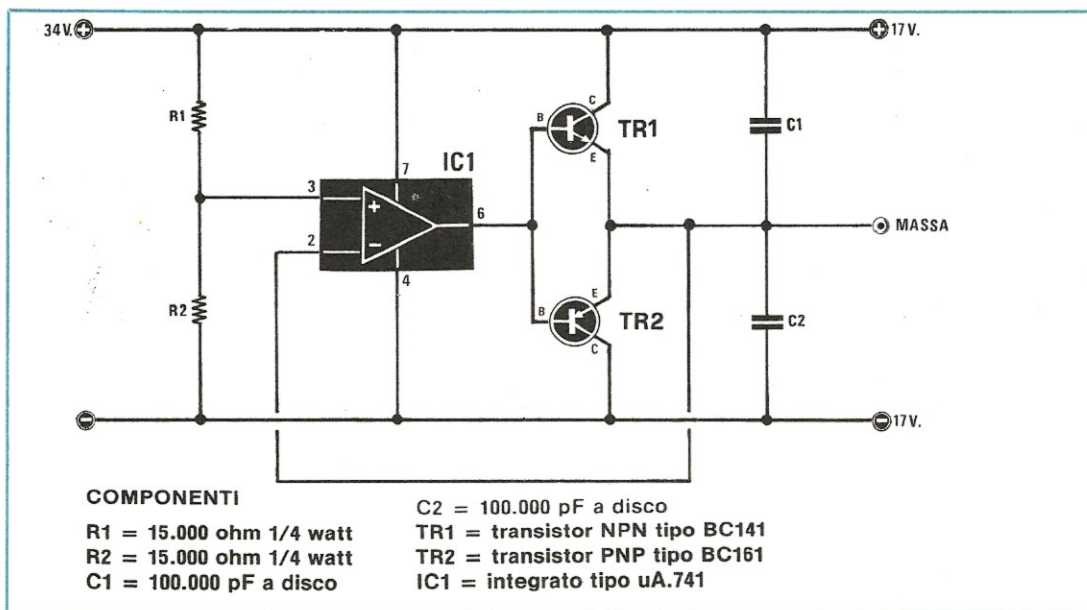 34V.
17V.
R1
C
B
TR1
E
C1
IC1
7
3
+
6
2
−
4
MASSA
R2
E
B
TR2
C
C2
17V.
COMPONENTI
R1 = 15.000 ohm 1/4 watt
R2 = 15.000 ohm 1/4 watt
C1 = 100.000 pF a disco
C2 = 100.000 pF a disco
TR1 = transistor NPN tipo BC141
TR2 = transistor PNP tipo BC161
IC1 = integrato tipo uA.741